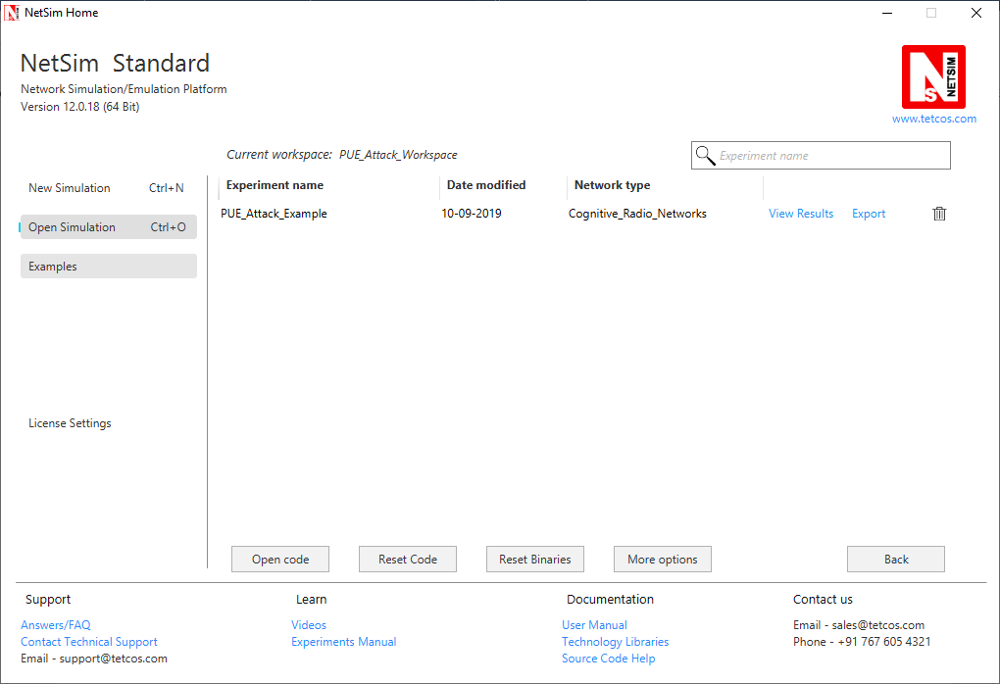 NetSim Home
NetSim Standard
Network Simulation/Emulation Platform
Version 12.0.18 (64 Bit)
NS NETSIM
www.tetcos.com
Current workspace: PUE_Attack_Workspace
Experiment name
New Simulation Ctrl+N
Open Simulation Ctrl+O
Examples
License Settings
Experiment name Date modified Network type
PUE_Attack_Example 10-09-2019 Cognitive_Radio_Networks View Results Export
Open code Reset Code Reset Binaries More options Back
Support
Answers/FAQ
Contact Technical Support
Email - support@tetcos.com
Learn
Videos
Experiments Manual
Documentation
User Manual
Technology Libraries
Source Code Help
Contact us
Email - sales@tetcos.com
Phone - +91 767 605 4321